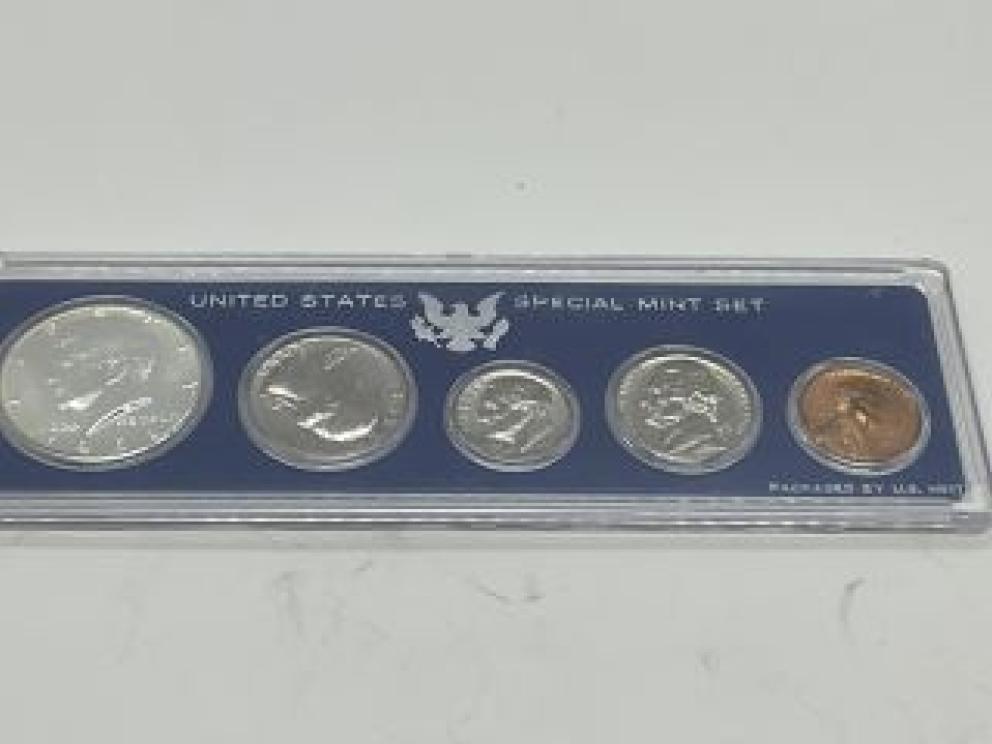 UNITED STATES SPECIAL MINT SET
PACKAGED BY U.S. MINT